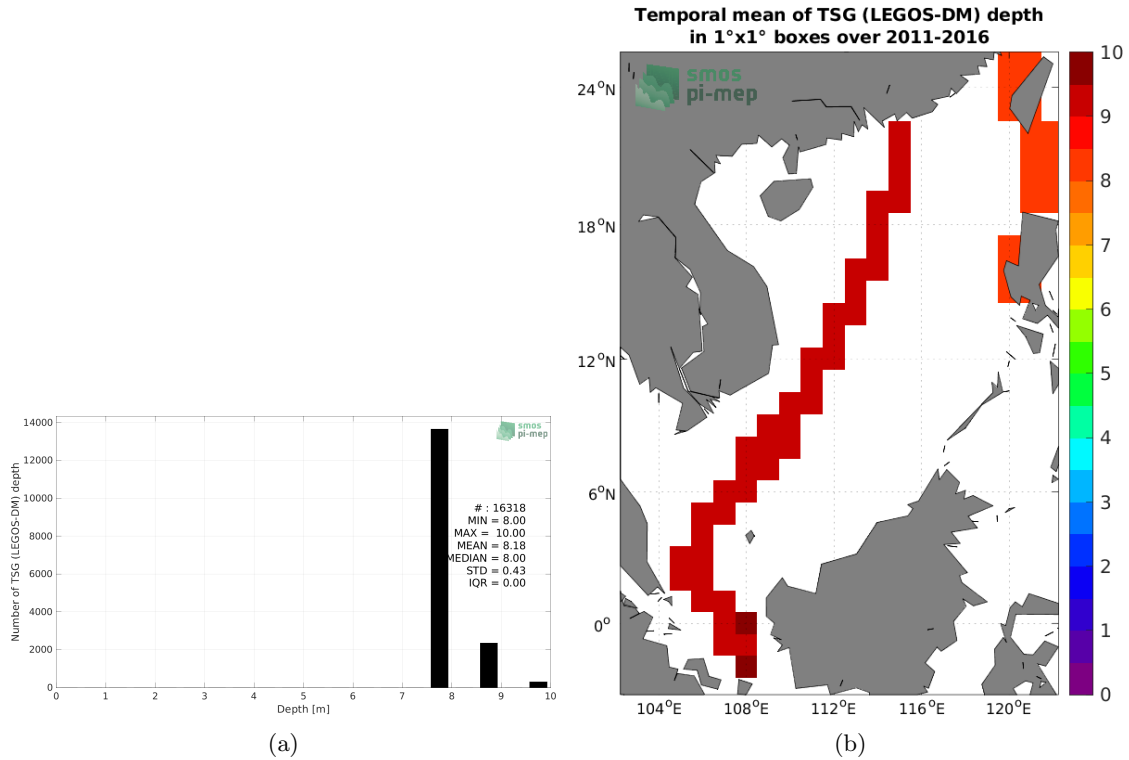 14000
12000
10000
8000
6000
4000
2000
0
Number of TSG (LEGOS-DM) depth
smos
pi-mep
# : 16318
MIN = 8.00
MAX = 10.00
MEAN = 8.18
MEDIAN = 8.00
STD = 0.43
IQR = 0.00
0 1 2 3 4 5 6 7 8 9 10
Depth [m]
(a)
Temporal mean of TSG (LEGOS-DM) depth
in 1°x1° boxes over 2011-2016
smos
pi-mep
24°N
18°N
12°N
6°N
0°
104°E 108°E 112°E 116°E 120°E
10
9
8
7
6
5
4
3
2
1
0
(b)